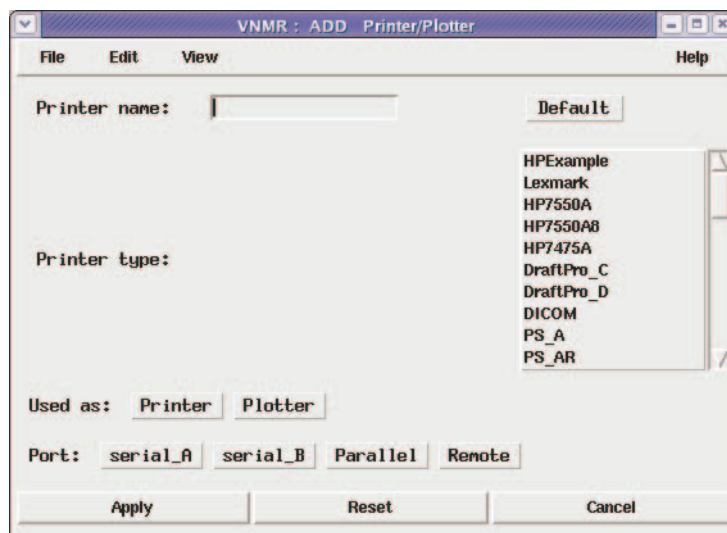 VNMR : ADD Printer/Plotter
File Edit View Help
Printer name: Default
HPExample
Lexmark
HP7550A
HP7550A8
HP7475A
Printer type:
DraftPro_C
DraftPro_D
DICOM
PS_A
PS_AR
Used as: Printer Plotter
Port: serial_A serial_B Parallel Remote
Apply Reset Cancel